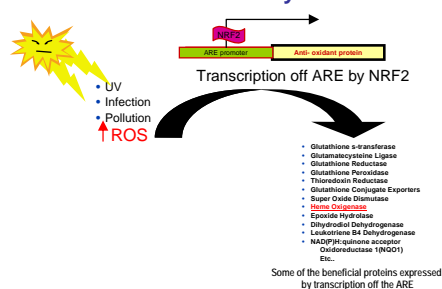 NRF2
ARE promoter
Anti- oxidant protein
Transcription off ARE by NRF2
• UV
• Infection
• Pollution
ROS
• Glutathione s-transferase
• Glutamatecysteine Ligase
• Glutathione Reductase
• Glutathione Peroxidase
• Thioredoxin Reductase
• Glutathione Conjugate Exporters
• Super Oxide Dismutase
• Heme Oxigenase
• Epoxide Hydrolase
• Dihydrodiol Dehydrogenase
• Leukotriene B4 Dehydrogenase
• NAD(P)H:quinone acceptor
Oxidoreductase 1(NQO1)
Etc..
Some of the beneficial proteins expressed
by transcription off the ARE